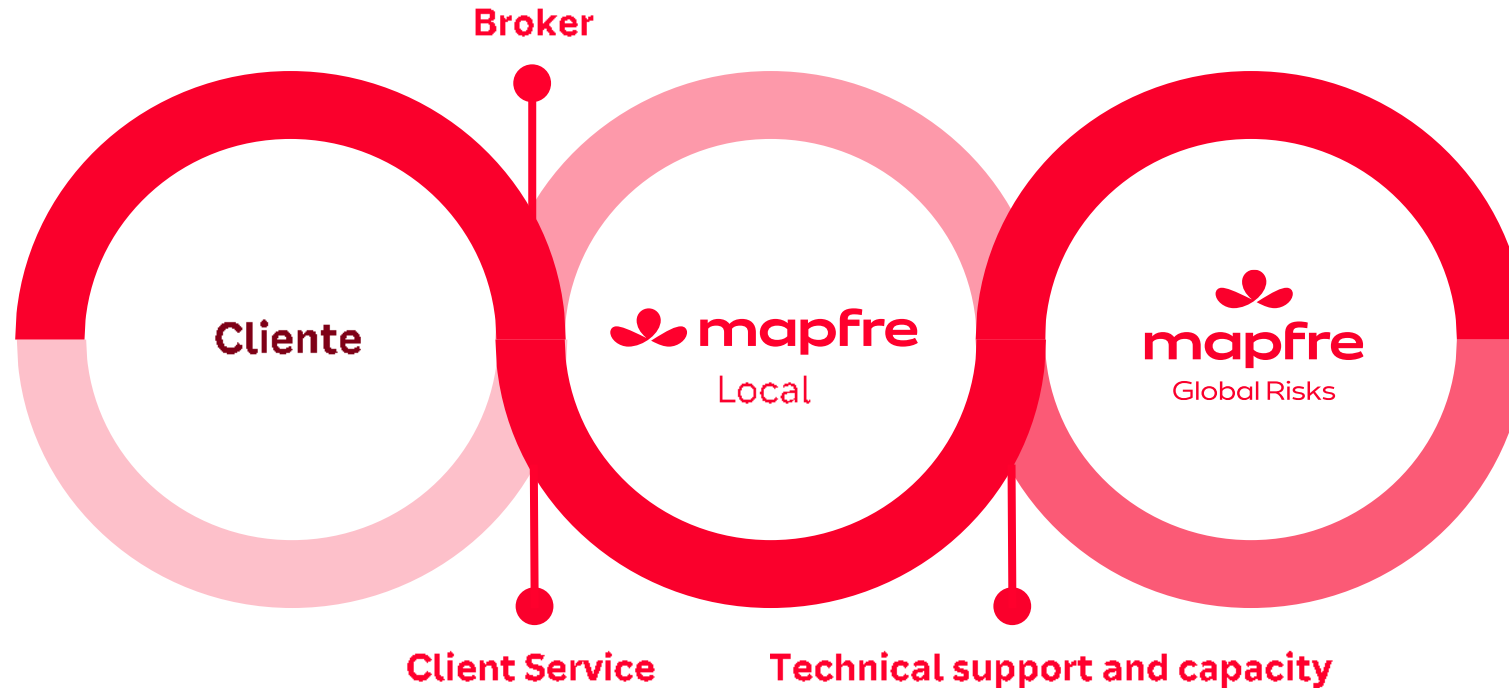 Broker
Cliente
mapfre
Local
mapfre
Global Risks
Client Service
Technical support and capacity